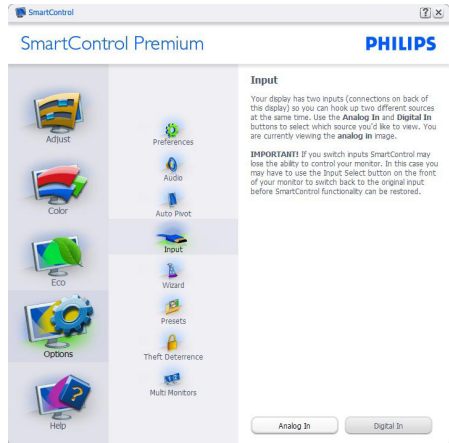 SmartControl
? ×
SmartControl Premium
PHILIPS
Adjust
Color
Eco
Options
Help
Preferences
Audio
Auto Pivot
Input
Wizard
Presets
Theft Deterrence
Multi Monitors
Input
Your display has two inputs (connections on back of
this display) so you can hook up two different sources
at the same time. Use the Analog In and Digital In
buttons to select which source you'd like to view. You
are currently viewing the analog in image.
IMPORTANT! If you switch inputs SmartControl may
lose the ability to control your monitor. In this case you
may have to use the Input Select button on the front
of your monitor to switch back to the original input
before SmartControl functionality can be restored.
Analog In
Digital In